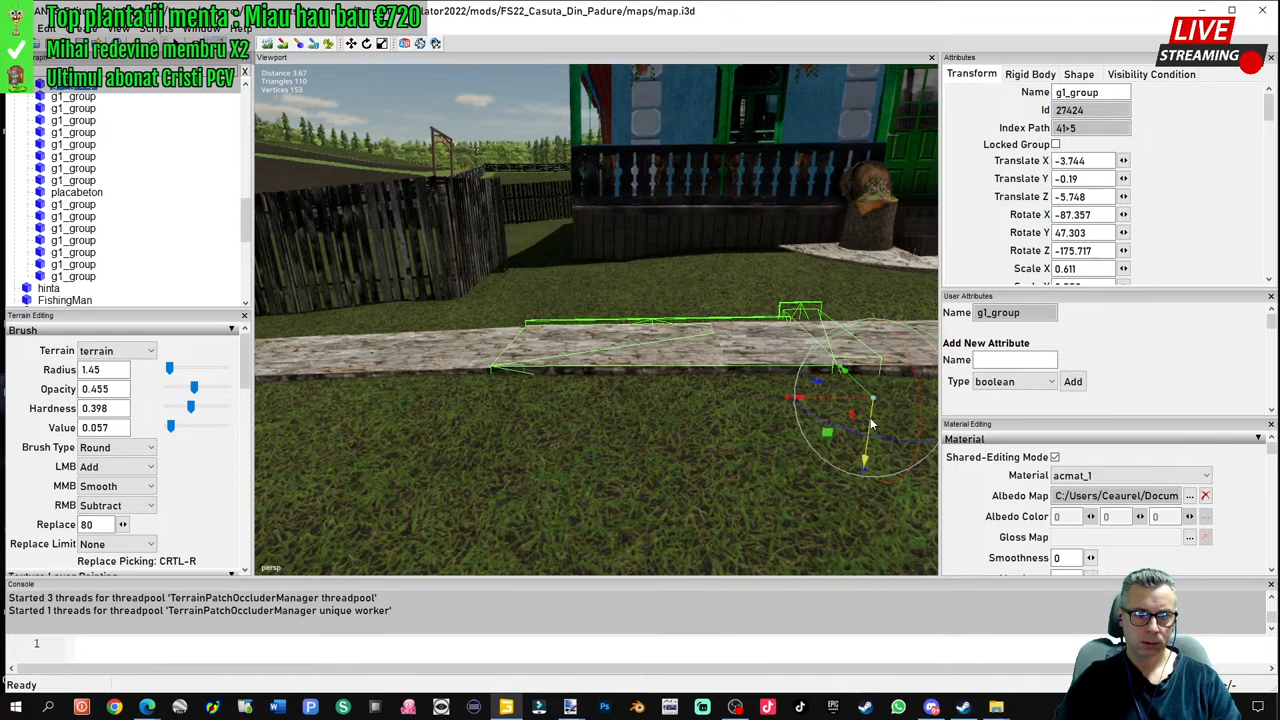 Top plantatii menta : Miau hau bau €720
Mihai redevine membru X2
Ultimul abonat Cristi PCV
ator2022/mods/FS22_Casuta_Din_Padure/maps/map.i3d
LIVE
STREAMING
Viewport
Distance 3.67
Triangles 110
Vertices 153
persp
g1_group
g1_group
g1_group
g1_group
g1_group
g1_group
g1_group
g1_group
placabeton
g1_group
g1_group
g1_group
g1_group
g1_group
g1_group
g1_group
hinta
FishingMan
Terrain Editing
Brush
Terrain terrain
Radius 1.45
Opacity 0.455
Hardness 0.398
Value 0.057
Brush Type Round
LMB Add
MMB Smooth
RMB Subtract
Replace 80
Replace Limit None
Replace Picking: CRTL-R
Attributes
Transform Rigid Body Shape Visibility Condition
Name g1_group
Id 27424
Index Path 41>5
Locked Group
Translate X -3.744
Translate Y -0.19
Translate Z -5.748
Rotate X -87.357
Rotate Y 47.303
Rotate Z -175.717
Scale X 0.611
User Attributes
Name g1_group
Add New Attribute
Name
Type boolean Add
Material Editing
Material
Shared-Editing Mode
Material acmat_1
Albedo Map C:/Users/Ceaurel/Docum ...
Albedo Color 0 0 0 ...
Gloss Map ...
Smoothness 0
Console
Started 3 threads for threadpool 'TerrainPatchOccluderManager threadpool'
Started 1 threads for threadpool 'TerrainPatchOccluderManager unique worker'
1
Ready
+/-